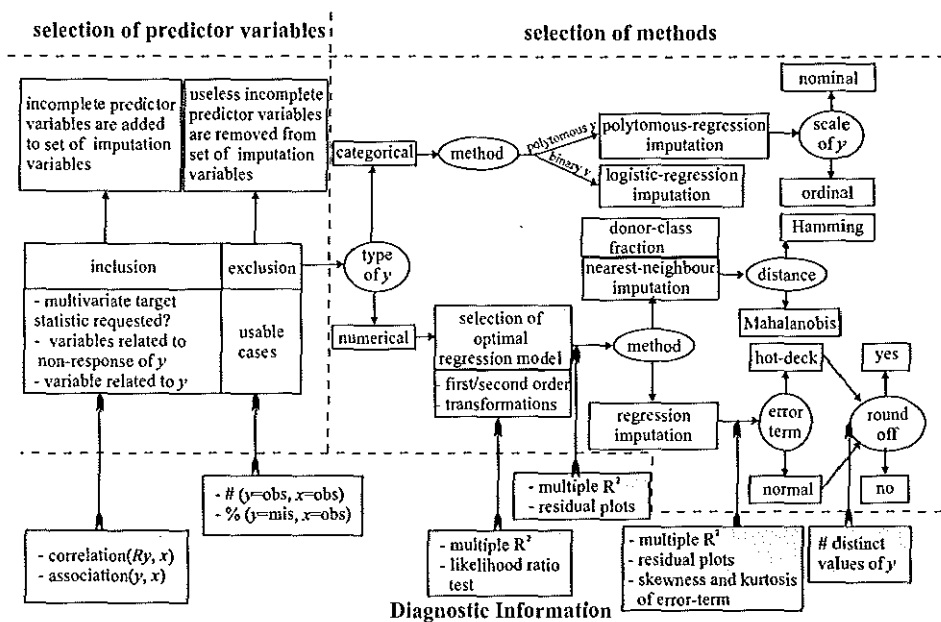 selection of predictor variables
selection of methods
incomplete predictor
variables are added
to set of imputation
variables
useless incomplete
predictor variables
are removed from
set of imputation
variables
inclusion
- multivariate target
statistic requested?
- variables related to
non-response of y
- variable related to y
exclusion
usable
cases
type
of y
categorical
method
polytomous y
binary y
polytomous-regression
imputation
logistic-regression
imputation
scale
of y
nominal
ordinal
numerical
selection of
optimal
regression model
- first/second order
- transformations
method
donor-class
fraction
nearest-neighbour
imputation
distance
Hamming
Mahalanobis
regression
imputation
error
term
hot-deck
normal
round
off
yes
no
- correlation(Ry, x)
- association(y, x)
- # (y=obs, x=obs)
- % (y=mis, x=obs)
- multiple R²
- likelihood ratio
test
- multiple R²
- residual plots
- multiple R²
- residual plots
- skewness and kurtosis
of error-term
# distinct
values of y
Diagnostic Information